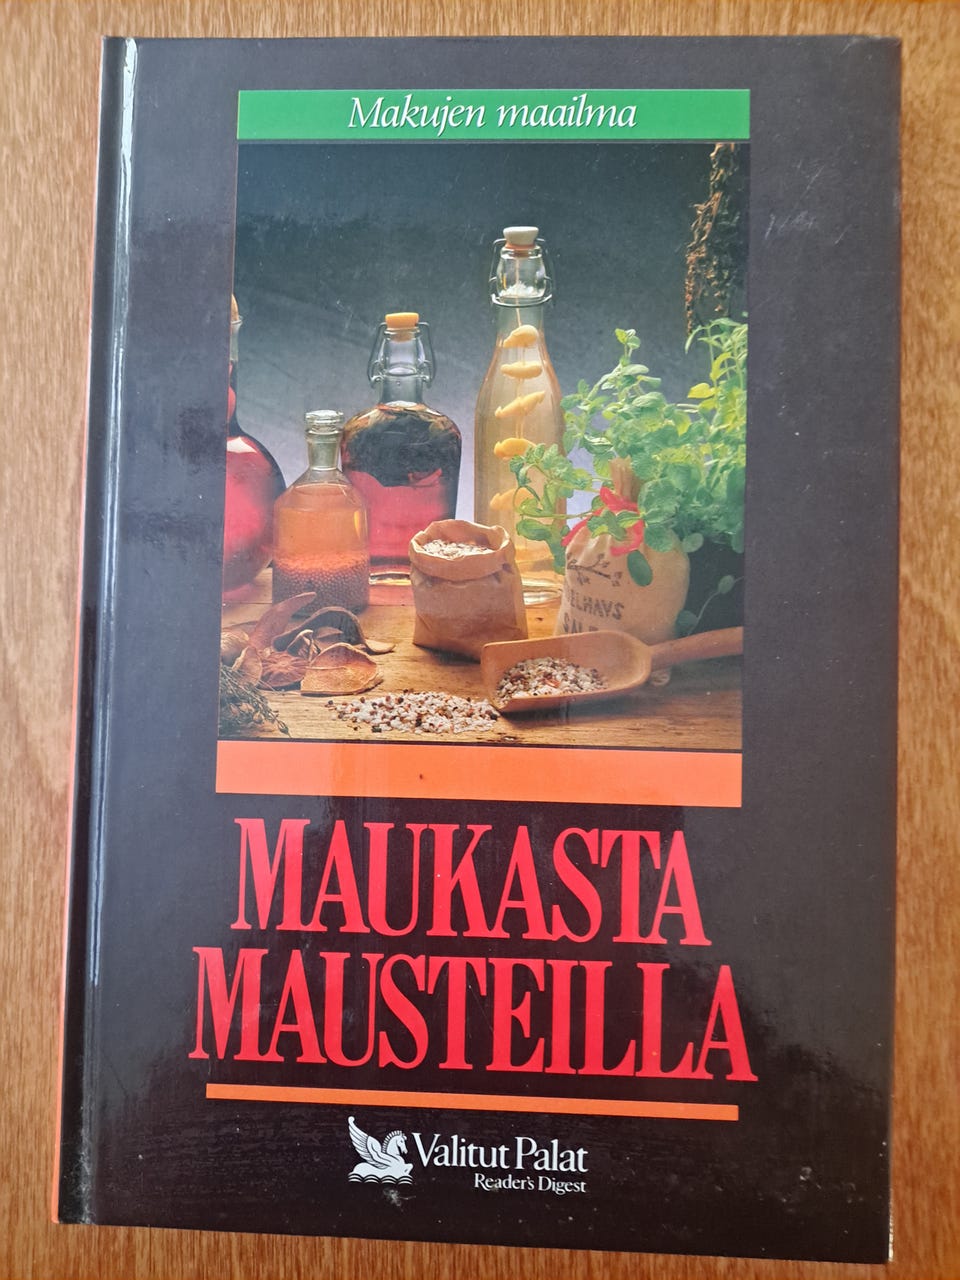 Makujen maailma
MAUKASTA
MAUSTEILLA
Valitut Palat
Reader's Digest